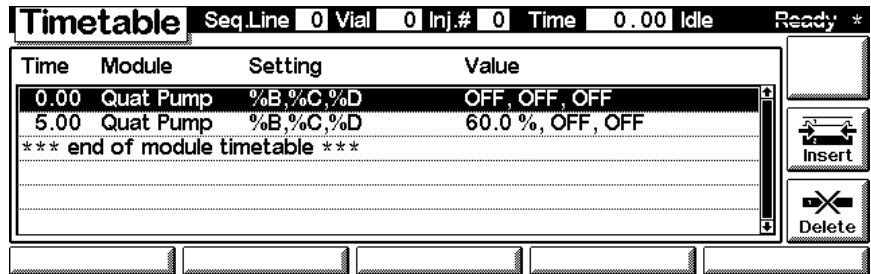 Timetable Seq.Line 0 Vial 0 Inj.# 0 Time 0.00 Idle Ready *
Time Module Setting Value
0.00 Quat Pump %B,%C,%D OFF, OFF, OFF
5.00 Quat Pump %B,%C,%D 60.0 %, OFF, OFF
*** end of module timetable ***
Insert
Delete